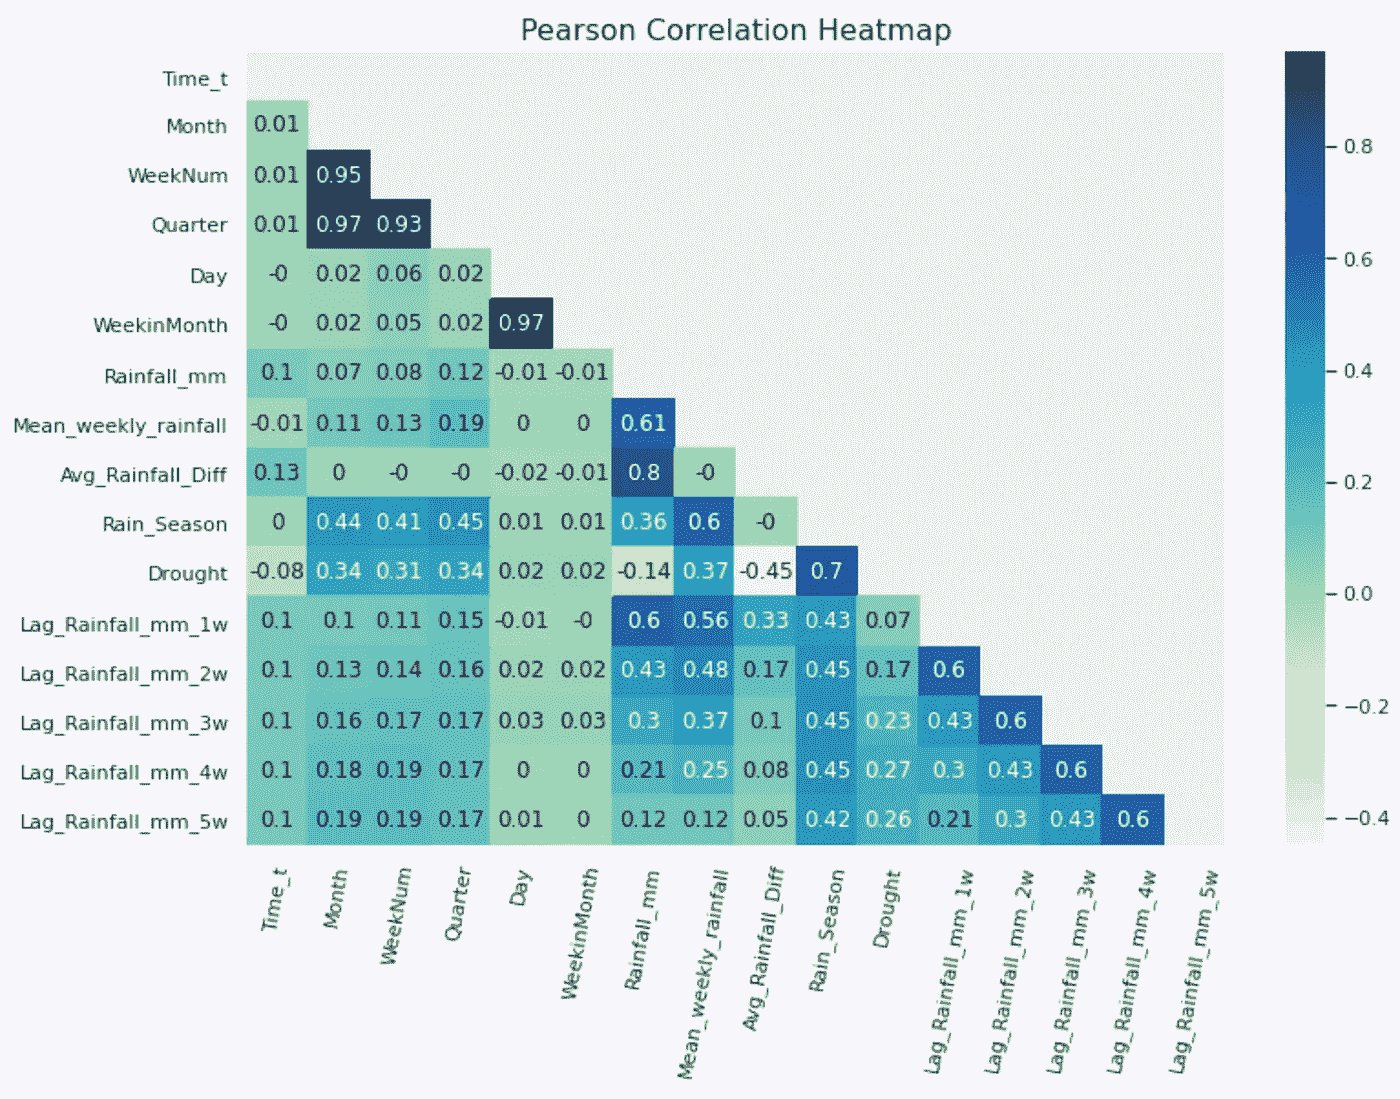 Pearson Correlation Heatmap
Time_t
Month 0.01
WeekNum 0.01 0.95
Quarter 0.01 0.97 0.93
Day -0 0.02 0.06 0.02
WeekinMonth -0 0.02 0.05 0.02 0.97
Rainfall_mm 0.1 0.07 0.08 0.12 -0.01 -0.01
Mean_weekly_rainfall -0.01 0.11 0.13 0.19 0 0 0.61
Avg_Rainfall_Diff 0.13 0 -0 -0 -0.02 -0.01 0.8 -0
Rain_Season 0 0.44 0.41 0.45 0.01 0.01 0.36 0.6 -0
Drought -0.08 0.34 0.31 0.34 0.02 0.02 -0.14 0.37 -0.45 0.7
Lag_Rainfall_mm_1w 0.1 0.1 0.11 0.15 -0.01 -0 0.6 0.56 0.33 0.43 0.07
Lag_Rainfall_mm_2w 0.1 0.13 0.14 0.16 0.02 0.02 0.43 0.48 0.17 0.45 0.17 0.6
Lag_Rainfall_mm_3w 0.1 0.16 0.17 0.17 0.03 0.03 0.3 0.37 0.1 0.45 0.23 0.43 0.6
Lag_Rainfall_mm_4w 0.1 0.18 0.19 0.17 0 0 0.21 0.25 0.08 0.45 0.27 0.3 0.43 0.6
Lag_Rainfall_mm_5w 0.1 0.19 0.19 0.17 0.01 0 0.12 0.12 0.05 0.42 0.26 0.21 0.3 0.43 0.6
Time_t
Month
WeekNum
Quarter
Day
WeekinMonth
Rainfall_mm
Mean_weekly_rainfall
Avg_Rainfall_Diff
Rain_Season
Drought
Lag_Rainfall_mm_1w
Lag_Rainfall_mm_2w
Lag_Rainfall_mm_3w
Lag_Rainfall_mm_4w
Lag_Rainfall_mm_5w
0.8
0.6
0.4
0.2
0.0
−0.2
−0.4